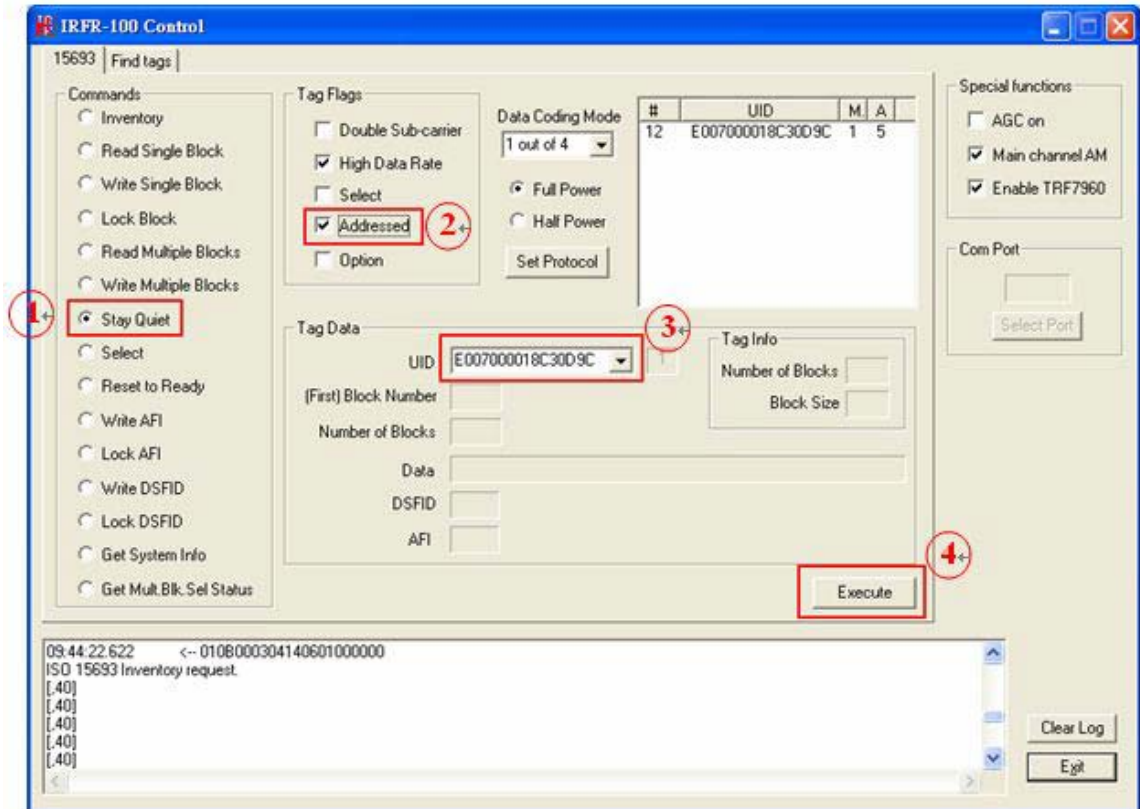 IRFR-100 Control
15693 Find tags
Commands
Inventory
Read Single Block
Write Single Block
Lock Block
Read Multiple Blocks
Write Multiple Blocks
1
Stay Quiet
Select
Reset to Ready
Write AFI
Lock AFI
Write DSFID
Lock DSFID
Get System Info
Get Mult.Blk.Sel Status
Tag Flags
Double Sub-carrier
High Data Rate
Select
Addressed
2
Option
Data Coding Mode
1 out of 4
Full Power
Half Power
Set Protocol
# UID M. A
12 E007000018C30D9C 1 5
Special functions
AGC on
Main channel AM
Enable TRF7960
Com Port
Select Port
Tag Data
UID E007000018C30D9C
3
(First) Block Number
Number of Blocks
Data
DSFID
AFI
Tag Info
Number of Blocks
Block Size
4
Execute
09:44:22.622 <-- 010B000304140601000000
ISO 15693 Inventory request.
[,40]
[,40]
[,40]
[,40]
[,40]
Clear Log
Exit